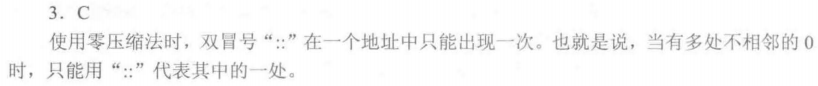 3．C
使用零压缩法时，双冒号“::”在一个地址中只能出现一次。也就是说，当有多处不相邻的 0
时，只能用“::”代表其中的一处。